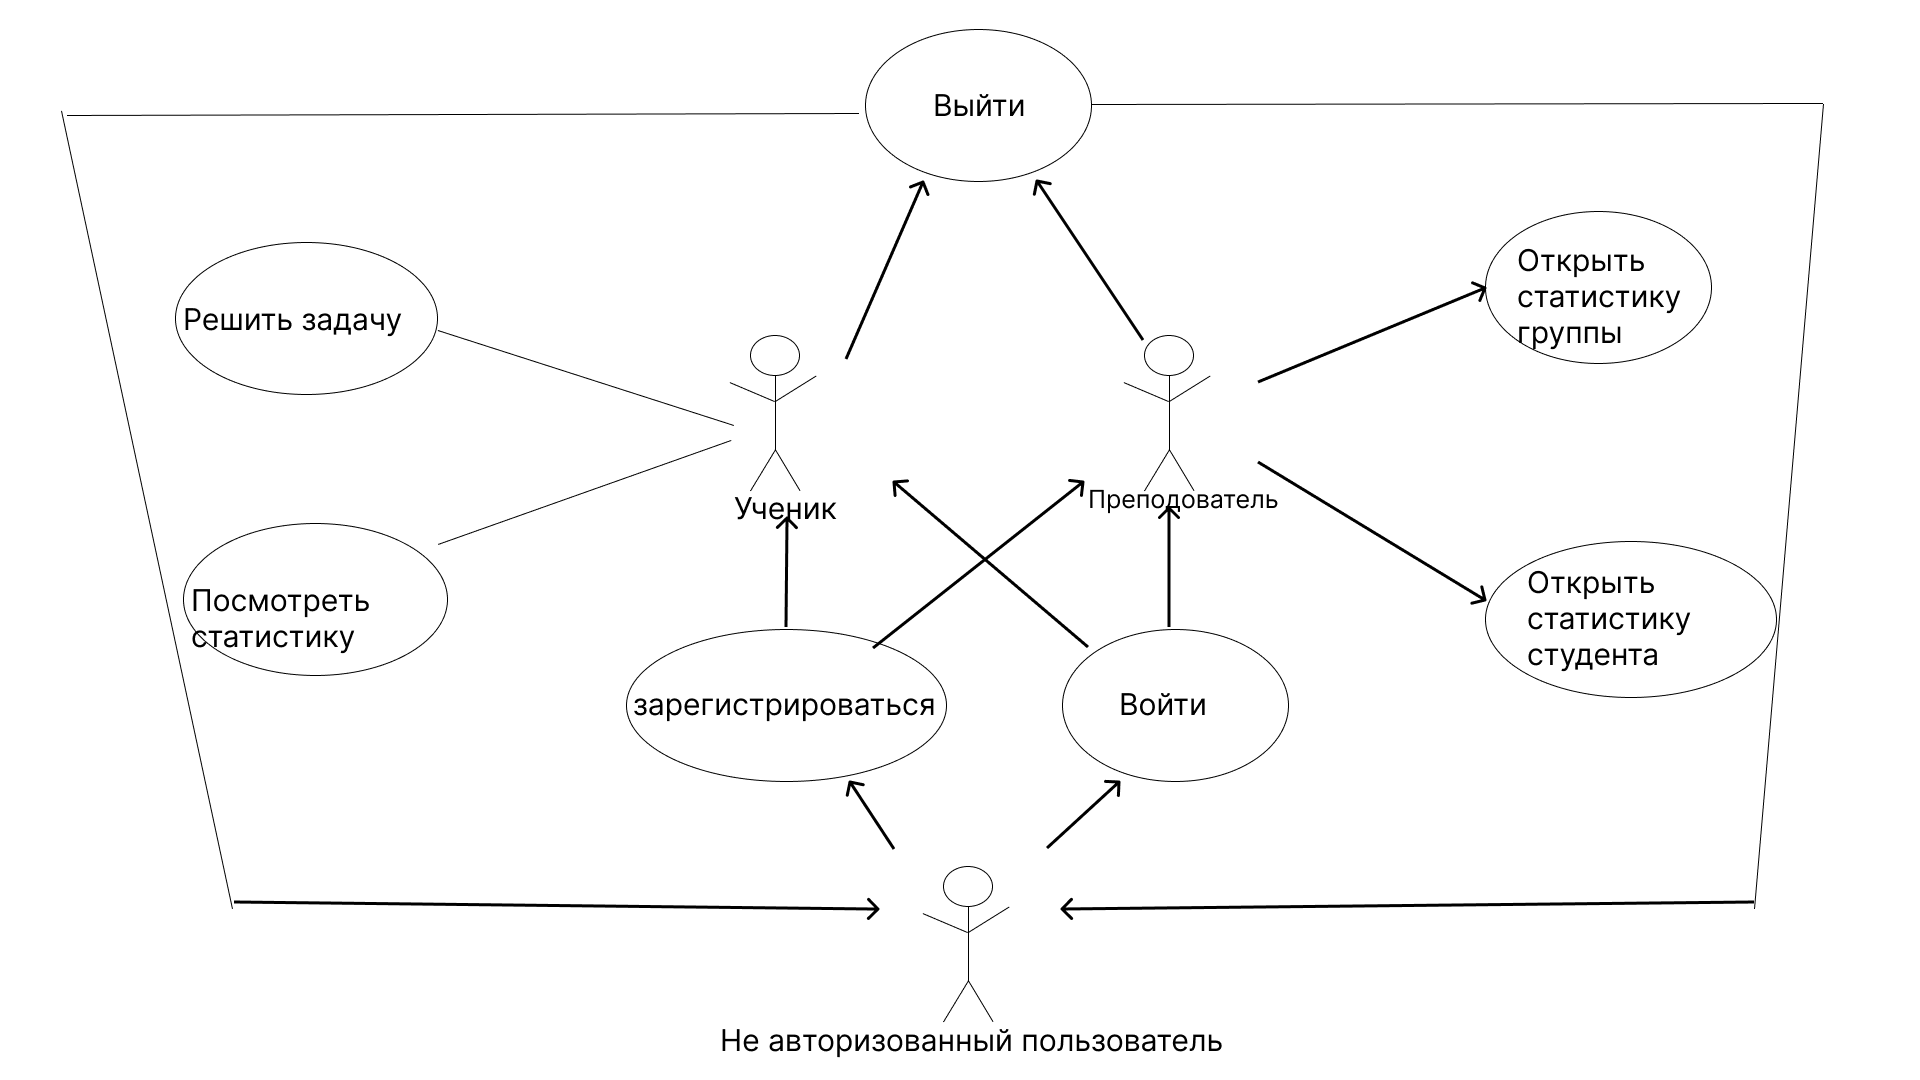 Выйти
Решить задачу
Открыть
статистику
группы
Ученик
Преподователь
Посмотреть
статистику
Открыть
статистику
студента
зарегистрироваться
Войти
Не авторизованный пользователь